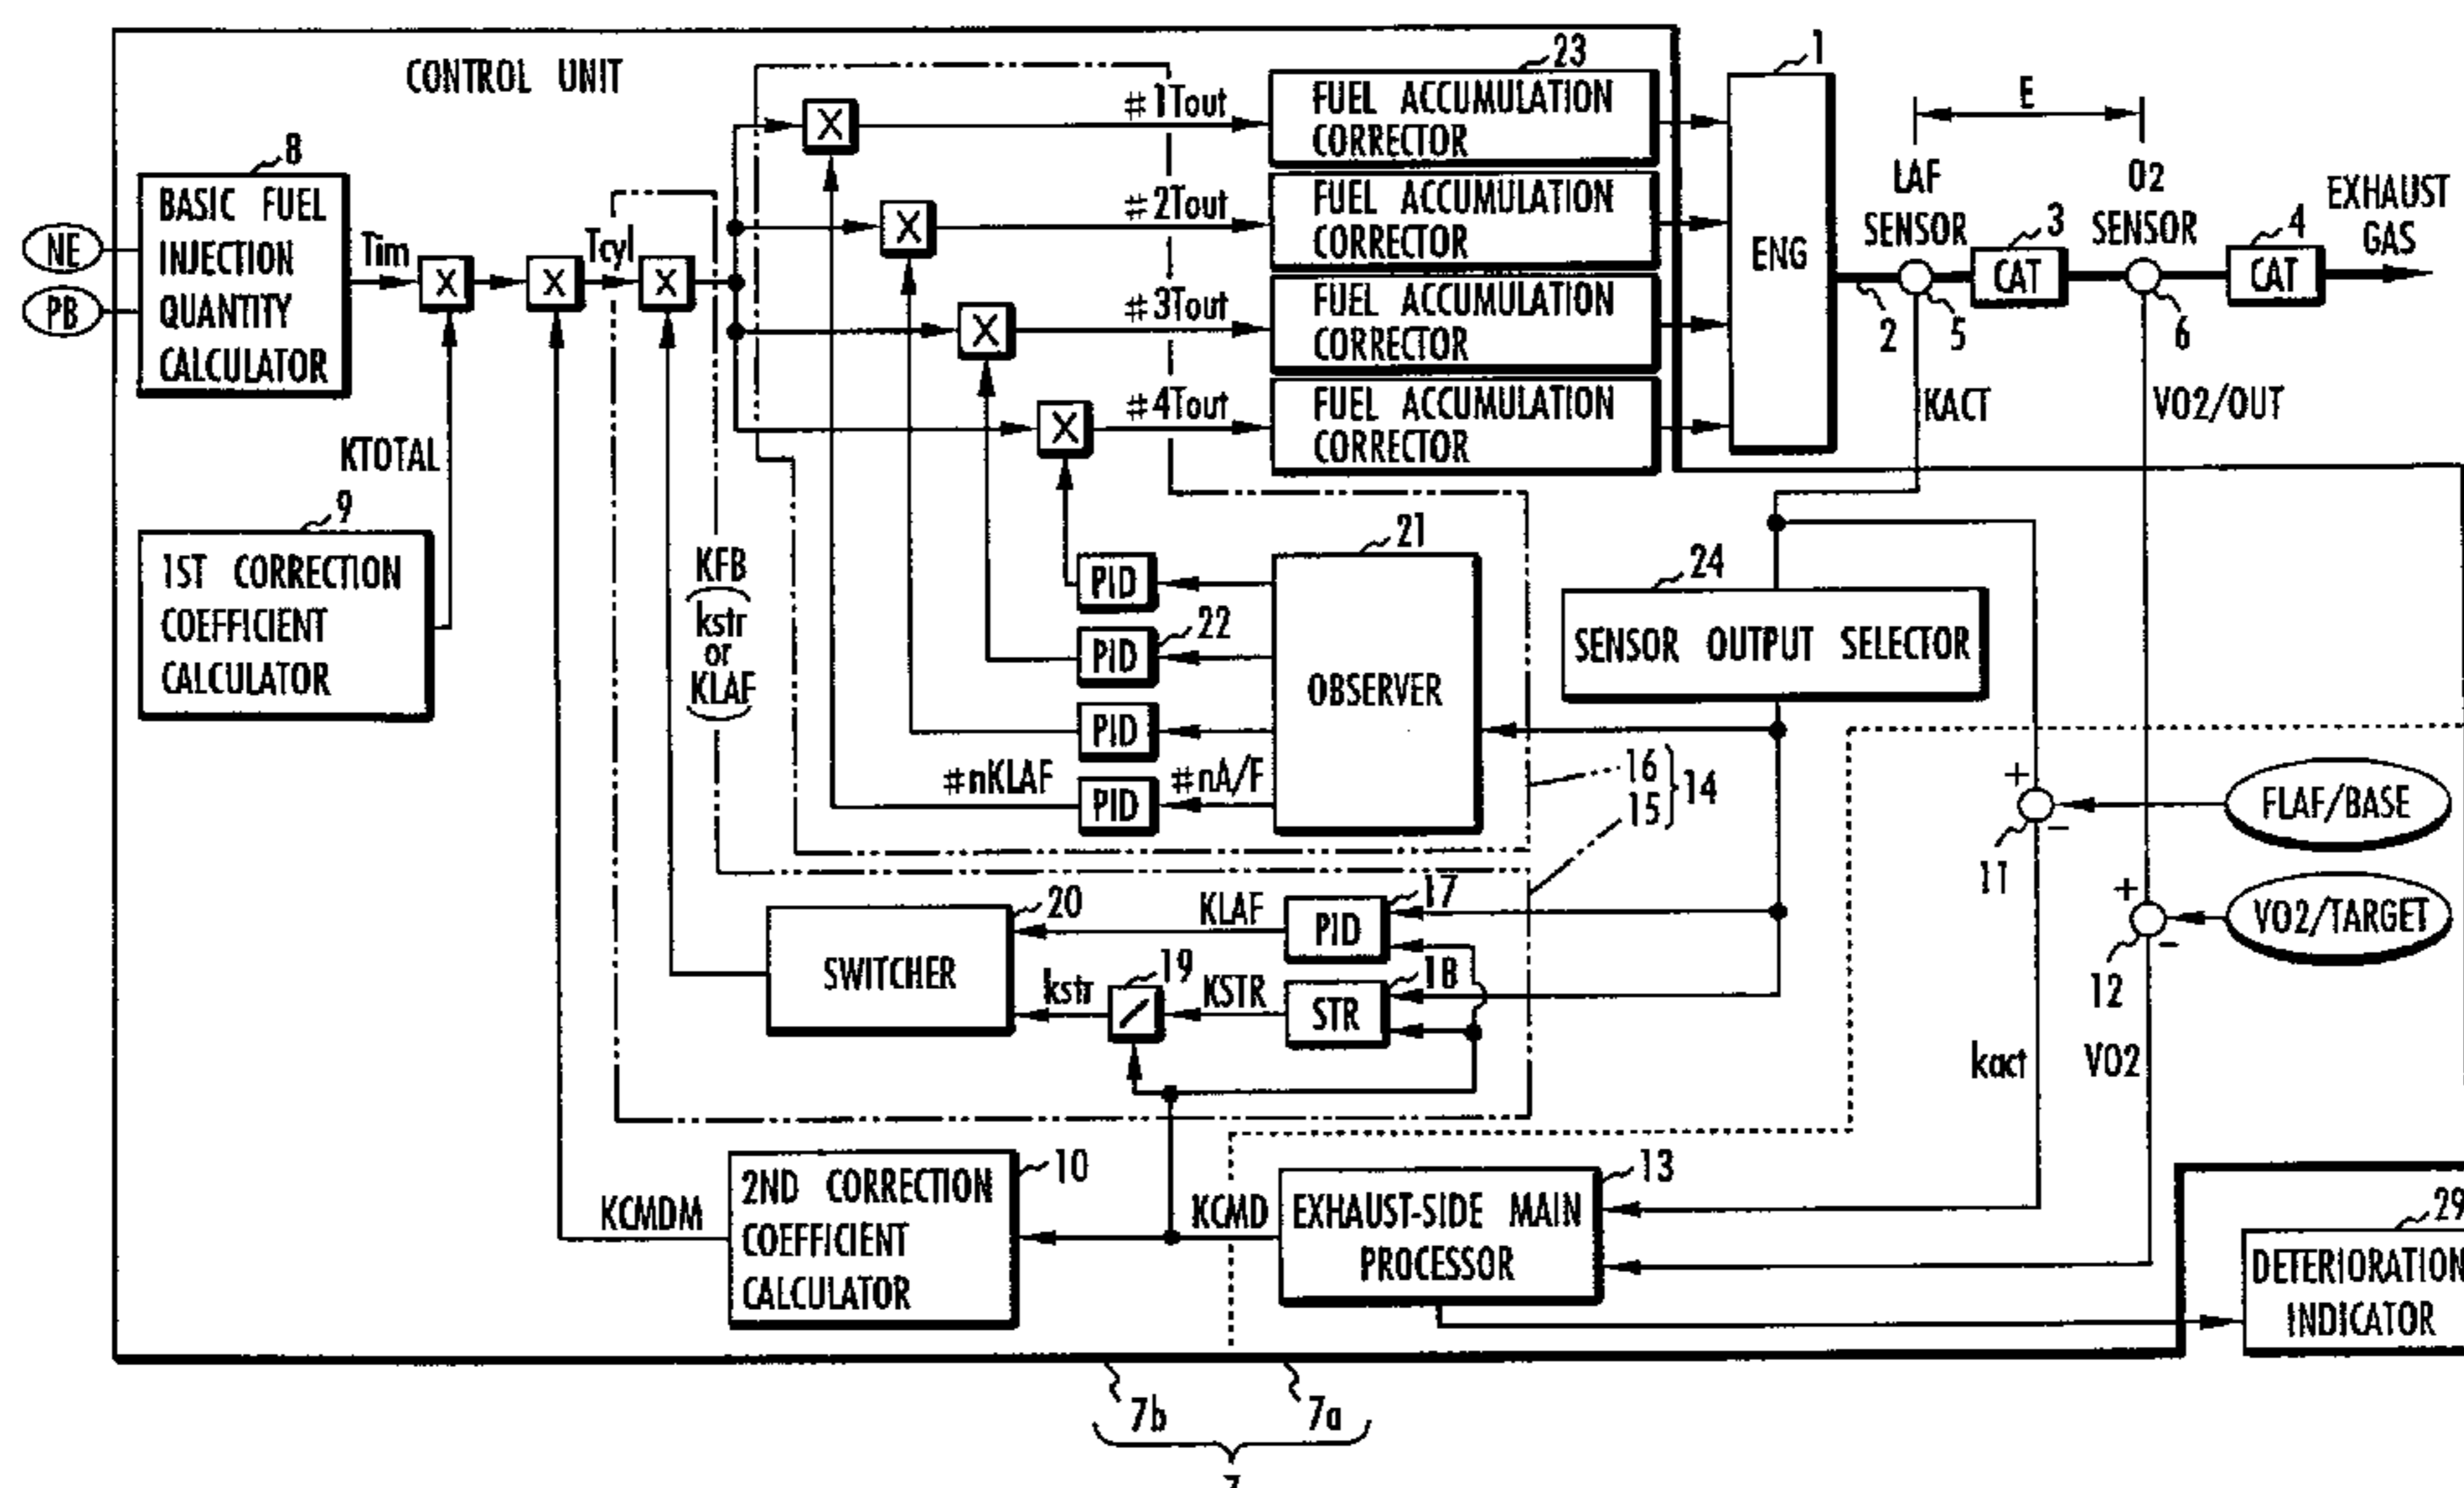 CONTROL UNIT
8
BASIC FUEL
INJECTION
QUANTITY
CALCULATOR
NE
PB
Tim
X
X
Tcyl
X
KTOTAL
9
1ST CORRECTION
COEFFICIENT
CALCULATOR
X
X
X
X
#1Tout
#2Tout
#3Tout
#4Tout
23
FUEL ACCUMULATION
CORRECTOR
FUEL ACCUMULATION
CORRECTOR
FUEL ACCUMULATION
CORRECTOR
FUEL ACCUMULATION
CORRECTOR
1
ENG
E
LAF
SENSOR
O2
SENSOR
3
CAT
4
CAT
EXHAUST
GAS
2
5
6
KACT
VO2/OUT
KFB
kstr
or
KLAF
21
OBSERVER
PID
PID
22
PID
PID
#nKLAF
#nA/F
24
SENSOR OUTPUT SELECTOR
16
15
14
+
−
11
FLAF/BASE
+
−
12
VO2/TARGET
kact
VO2
20
SWITCHER
KLAF
17
PID
kstr
19
KSTR
18
STR
10
2ND CORRECTION
COEFFICIENT
CALCULATOR
KCMDM
KCMD
13
EXHAUST-SIDE MAIN
PROCESSOR
29
DETERIORATION
INDICATOR
7b
7a
7